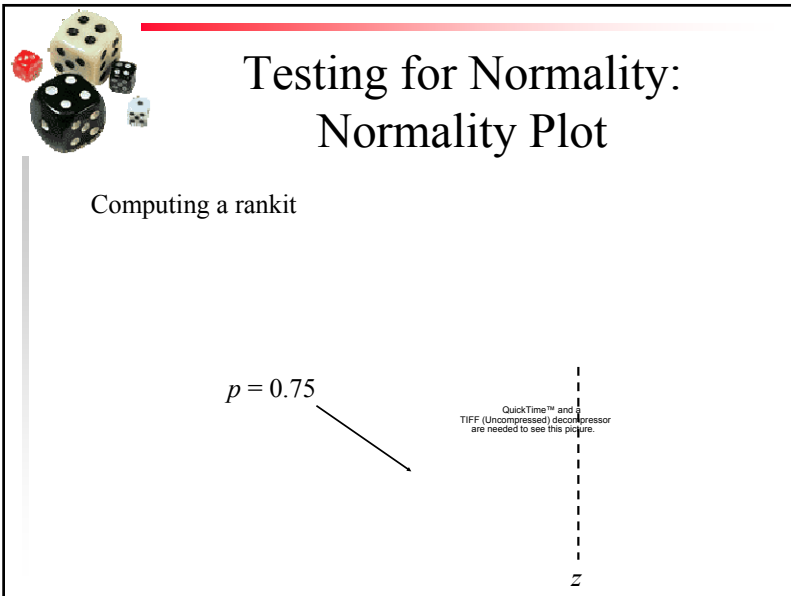 Testing for Normality:
Normality Plot
Computing a rankit
p = 0.75
QuickTime™ and a
TIFF (Uncompressed) decompressor
are needed to see this picture.
z